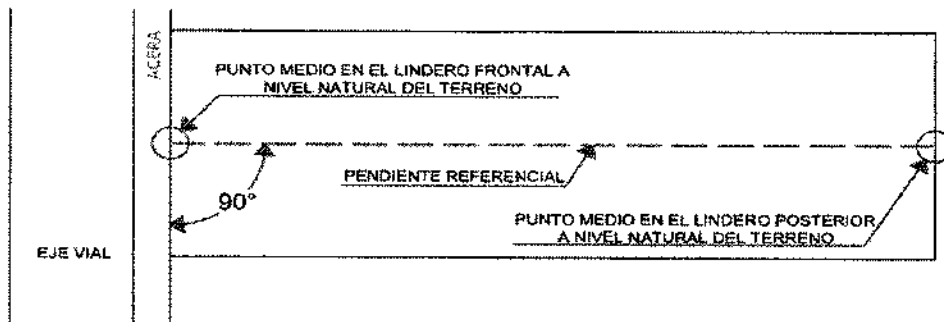 ACERA
PUNTO MEDIO EN EL LINDERO FRONTAL A
NIVEL NATURAL DEL TERRENO
PENDIENTE REFERENCIAL
90°
PUNTO MEDIO EN EL LINDERO POSTERIOR
A NIVEL NATURAL DEL TERRENO
EJE VIAL